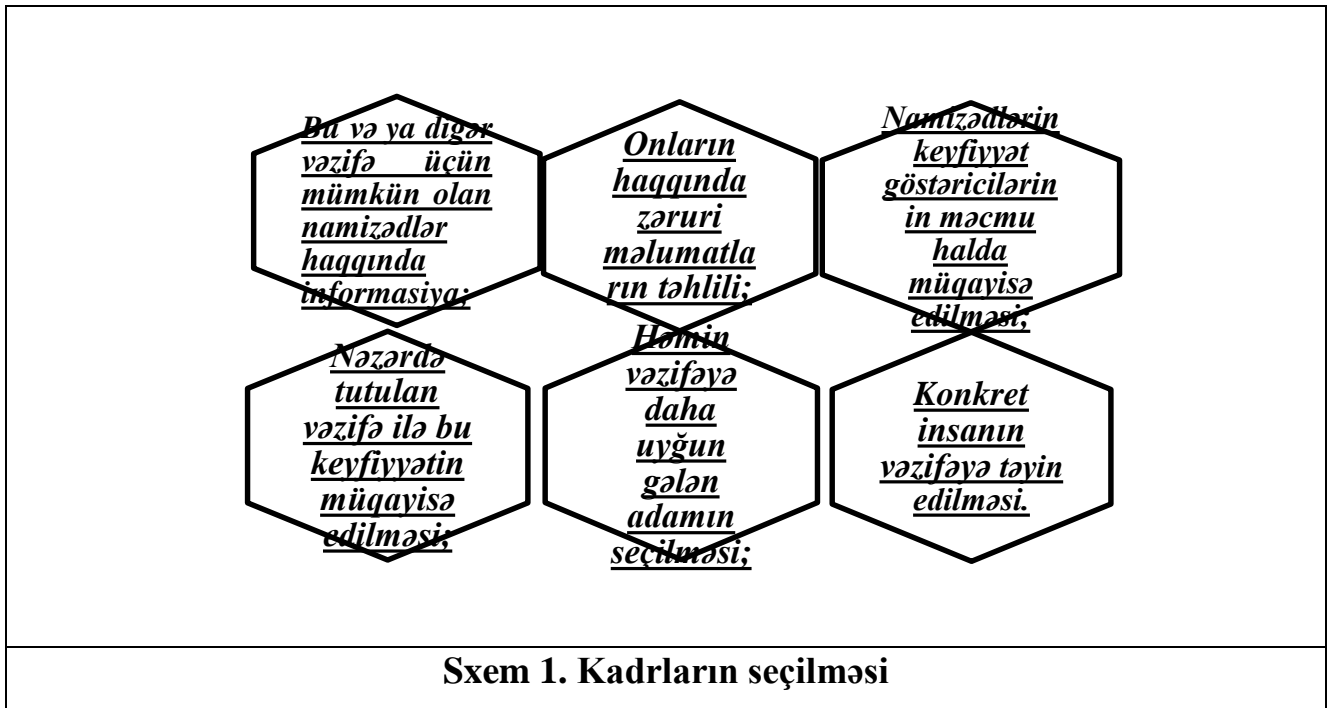 Bu və ya digər
vəzifə üçün
mümkün olan
namizədlər
haqqında
informasiya;
Onların
haqqında
zəruri
məlumatla
rın təhlili;
Namizədlərin
keyfiyyət
göstəricilərin
in məcmu
halda
müqayisə
edilməsi;
Nəzərdə
tutulan
vəzifə ilə bu
keyfiyyətin
müqayisə
edilməsi;
Həmin
vəzifəyə
daha
uyğun
gələn
adamın
seçilməsi;
Konkret
insanın
vəzifəyə təyin
edilməsi.
Sxem 1. Kadrların seçilməsi